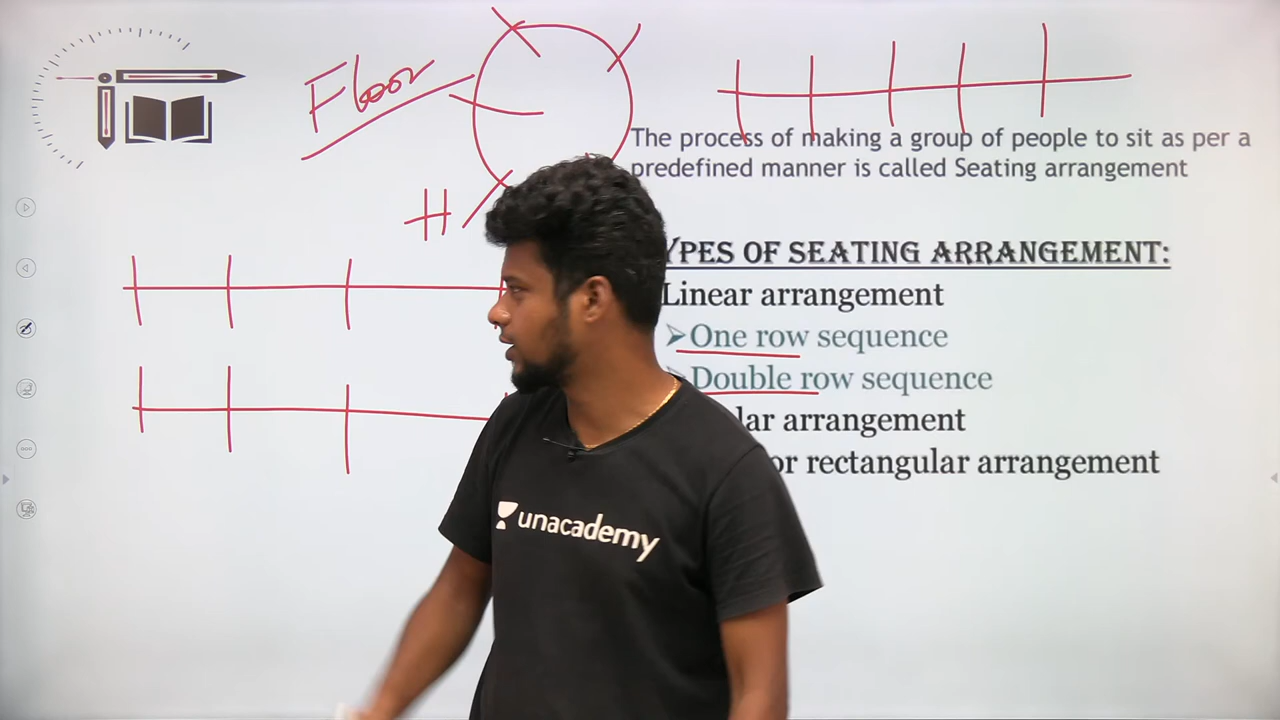 Floor
H
The process of making a group of people to sit as per a
predefined manner is called Seating arrangement
YPES OF SEATING ARRANGEMENT:
Linear arrangement
➢One row sequence
Double row sequence
lar arrangement
or rectangular arrangement
unacademy